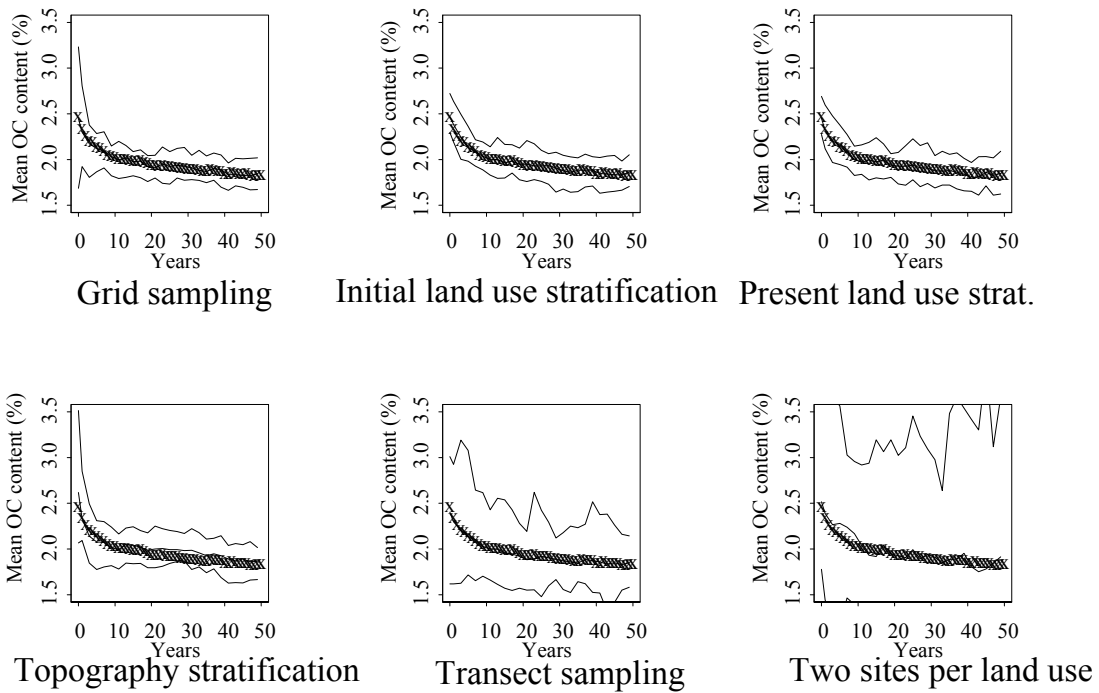 Mean OC content (%)
1.5 2.0 2.5 3.0 3.5
0 10 20 30 40 50
Years
Grid sampling
Mean OC content (%)
1.5 2.0 2.5 3.0 3.5
0 10 20 30 40 50
Years
Initial land use stratification
Mean OC content (%)
1.5 2.0 2.5 3.0 3.5
0 10 20 30 40 50
Years
Present land use strat.
Mean OC content (%)
1.5 2.0 2.5 3.0 3.5
0 10 20 30 40 50
Years
Topography stratification
Mean OC content (%)
1.5 2.0 2.5 3.0 3.5
0 10 20 30 40 50
Years
Transect sampling
Mean OC content (%)
1.5 2.0 2.5 3.0 3.5
0 10 20 30 40 50
Years
Two sites per land use